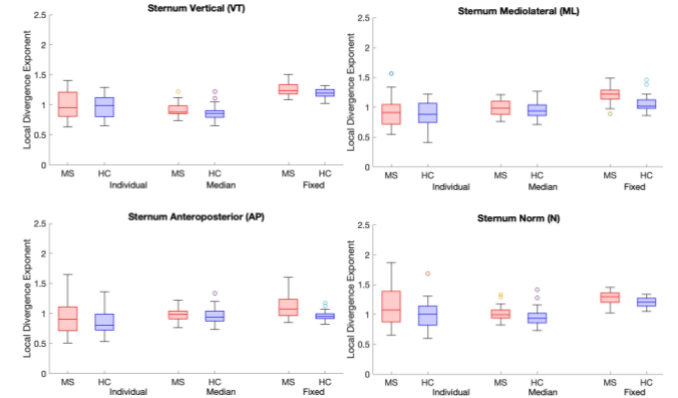 Sternum Vertical (VT)
2.5
2
1.5
1
0.5
0
Local Divergence Exponent
MS HC MS HC MS HC
Individual Median Fixed
Sternum Mediolateral (ML)
2.5
2
1.5
1
0.5
0
Local Divergence Exponent
MS HC MS HC MS HC
Individual Median Fixed
Sternum Anteroposterior (AP)
2.5
2
1.5
1
0.5
0
Local Divergence Exponent
MS HC MS HC MS HC
Individual Median Fixed
Sternum Norm (N)
2.5
2
1.5
1
0.5
0
Local Divergence Exponent
MS HC MS HC MS HC
Individual Median Fixed